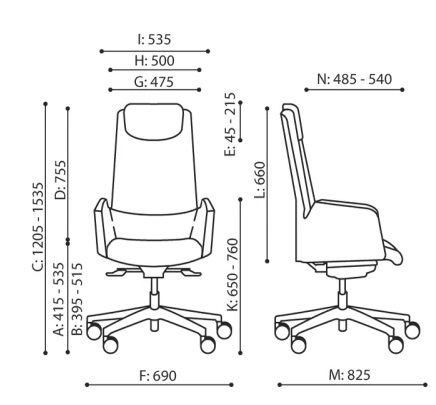 I: 535
H: 500
G: 475
N: 485 - 540
E: 45 - 215
D: 755
L: 660
C: 1205 - 1535
K: 650 - 760
A: 415 - 535
B: 395 - 515
F: 690
M: 825